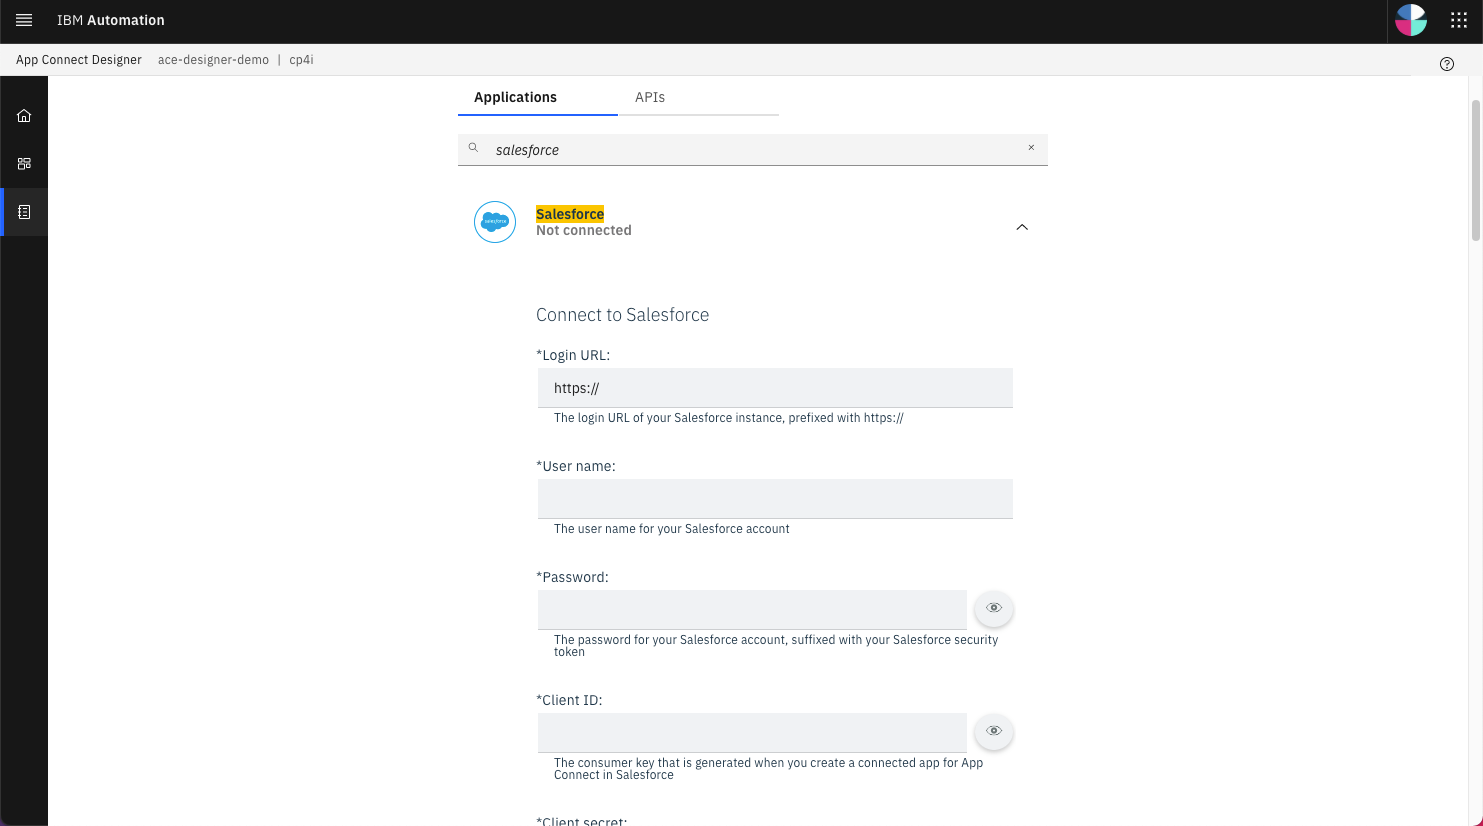 IBM Automation
App Connect Designer ace-designer-demo | cp4i
Applications APIs
salesforce
Salesforce
Not connected
Connect to Salesforce
*Login URL:
https://
The login URL of your Salesforce instance, prefixed with https://
*User name:
The user name for your Salesforce account
*Password:
The password for your Salesforce account, suffixed with your Salesforce security
token
*Client ID:
The consumer key that is generated when you create a connected app for App
Connect in Salesforce
*Client secret: